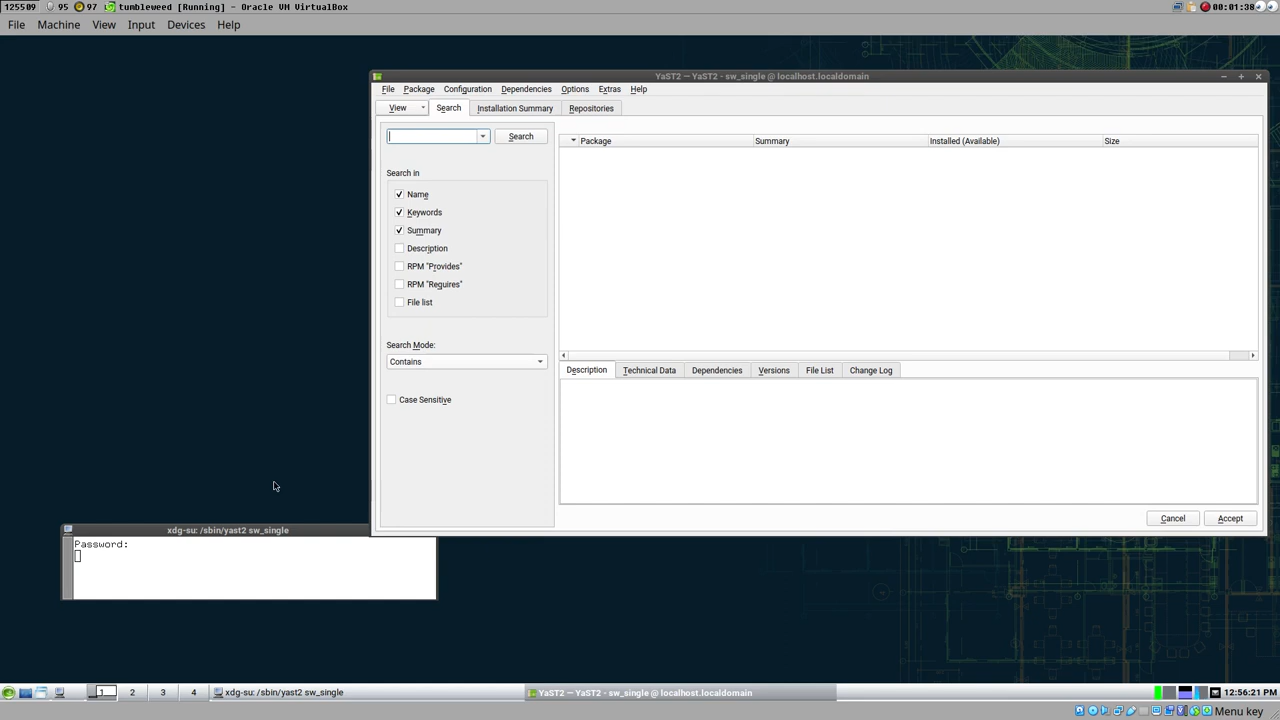 125509 95 97 tumbleweed [Running] - Oracle VM VirtualBox 00:01:38
File Machine View Input Devices Help
YaST2 — YaST2 - sw_single @ localhost.localdomain
File Package Configuration Dependencies Options Extras Help
View Search Installation Summary Repositories
Search
Package Summary Installed (Available) Size
Search in
Name
Keywords
Summary
Description
RPM "Provides"
RPM "Requires"
File list
Search Mode:
Contains
Case Sensitive
Description Technical Data Dependencies Versions File List Change Log
Cancel Accept
xdg-su: /sbin/yast2 sw_single
Password:
1 2 3 4 xdg-su: /sbin/yast2 sw_single YaST2 — YaST2 - sw_single @ localhost.localdomain 12:56:21 PM
Menu key